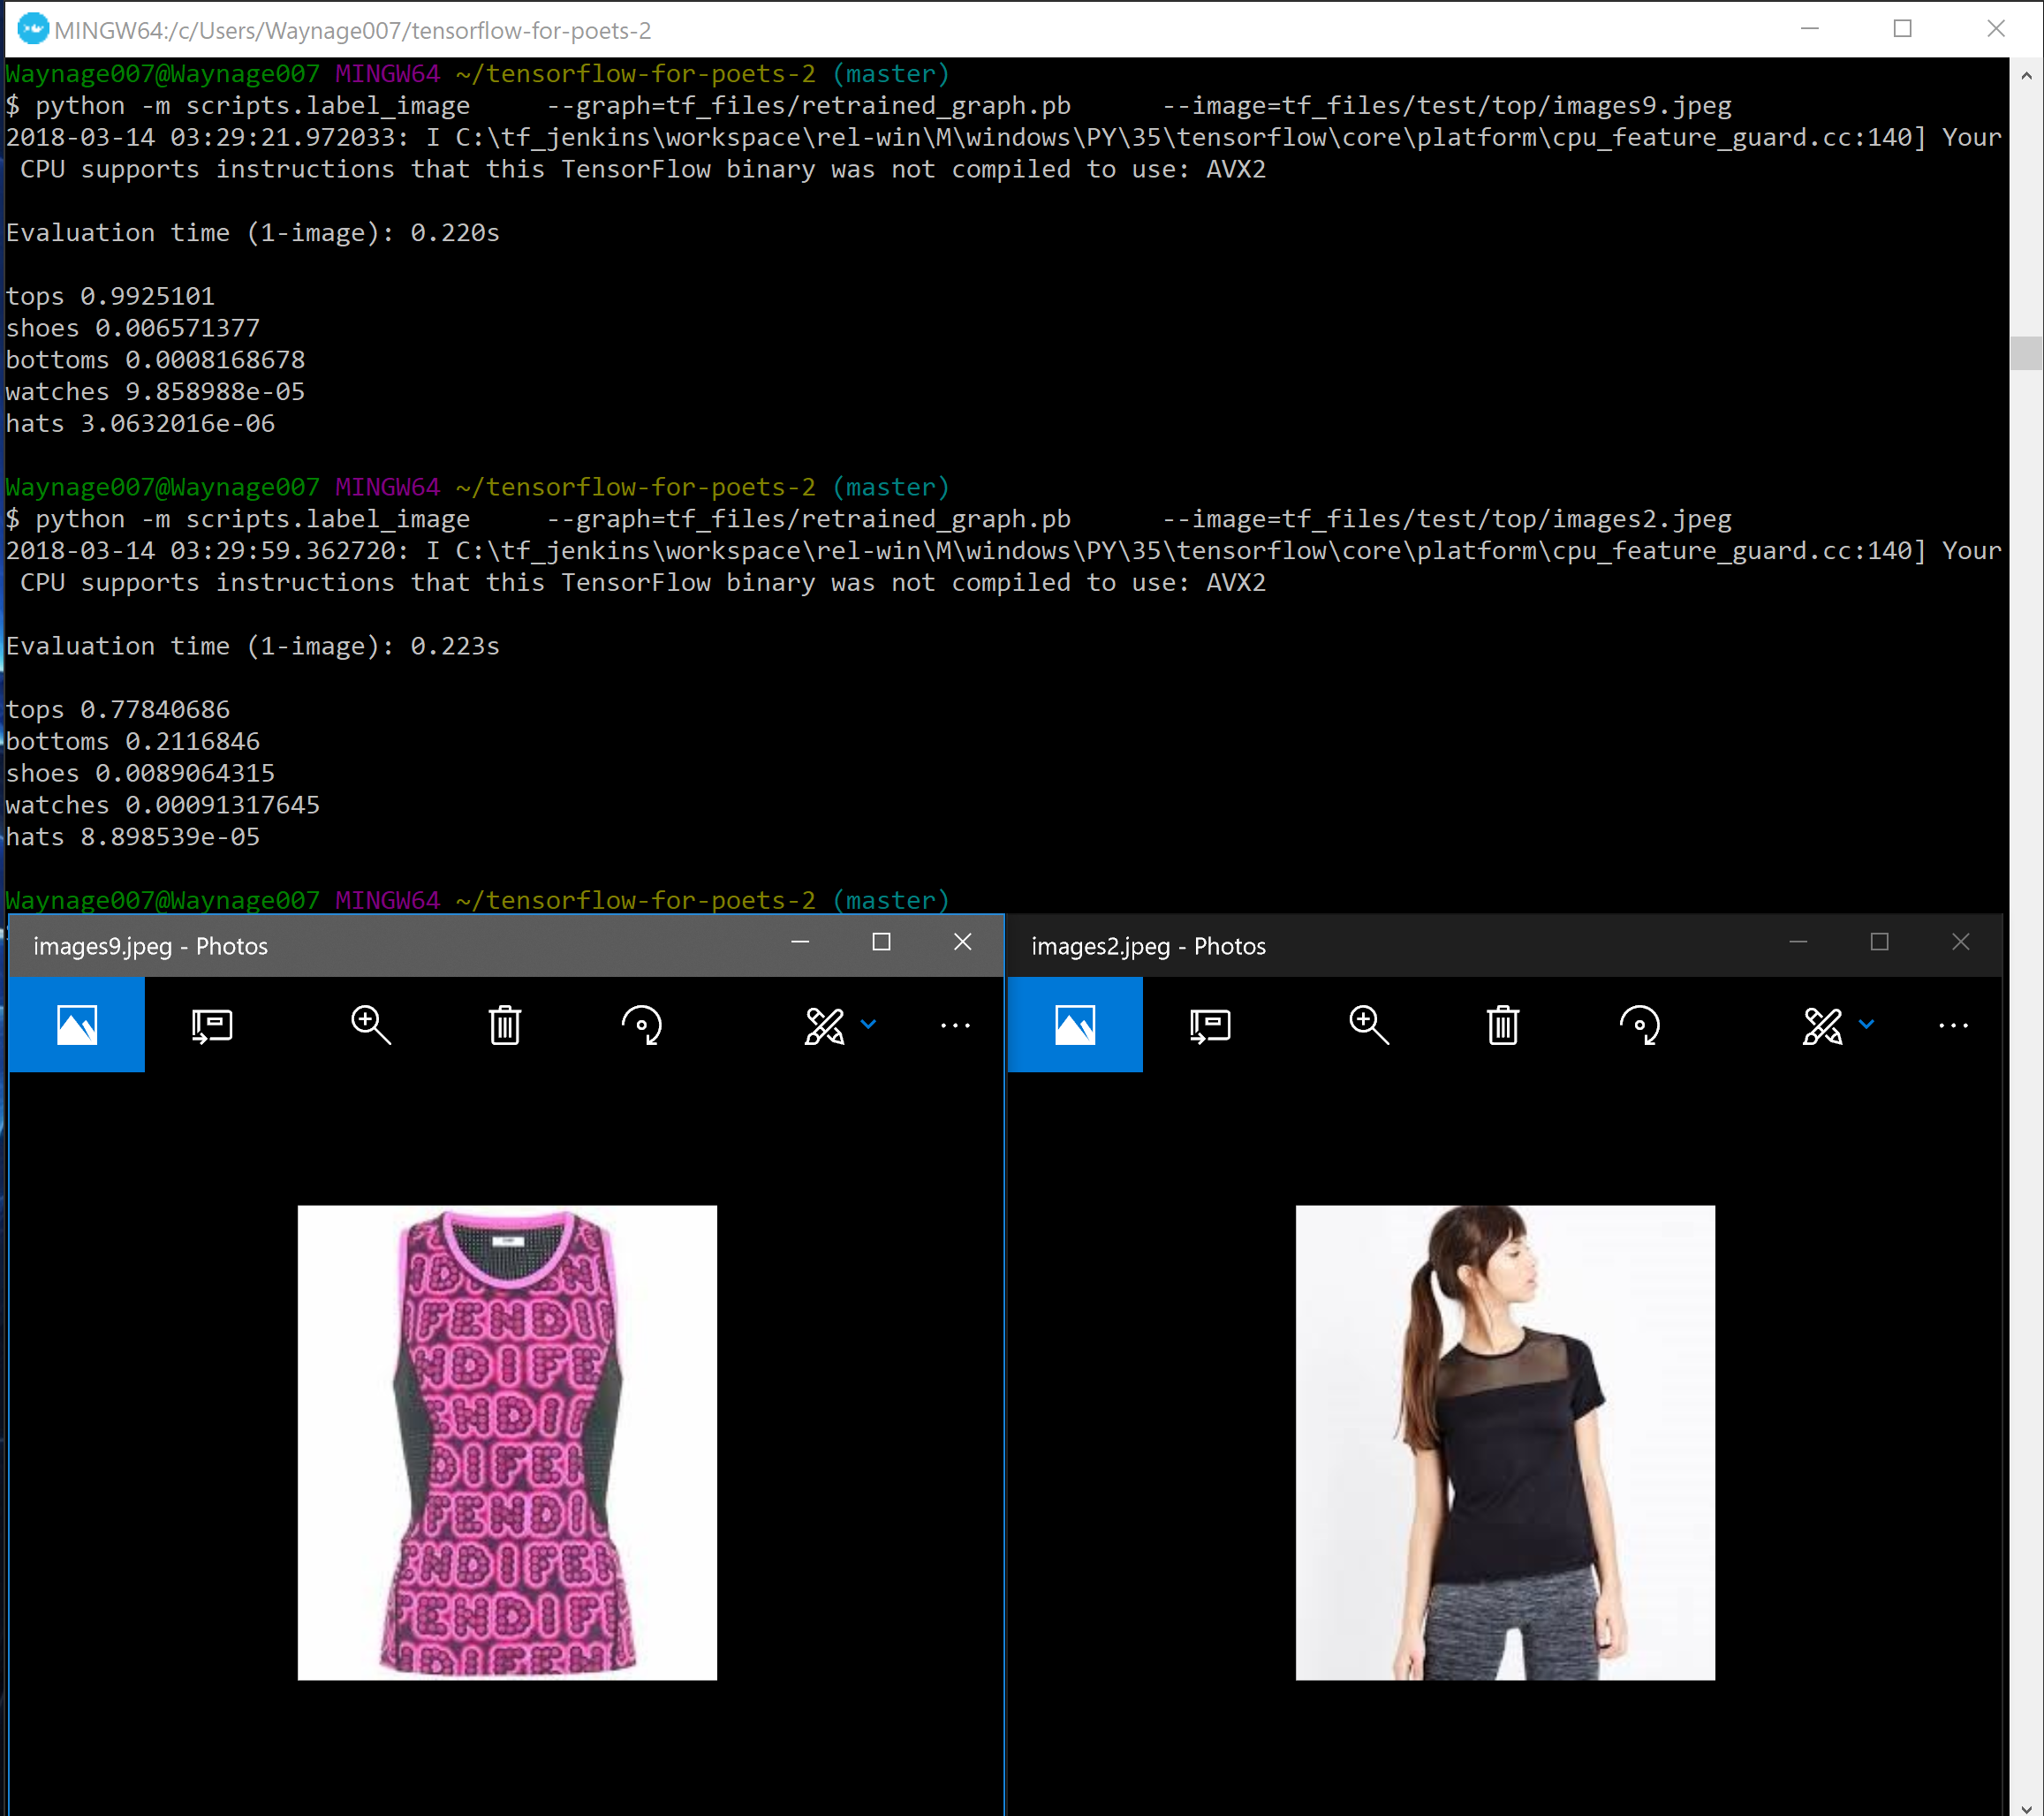 MINGW64:/c/Users/Waynage007/tensorflow-for-poets-2
Waynage007@Waynage007 MINGW64 ~/tensorflow-for-poets-2 (master)
$ python -m scripts.label_image     --graph=tf_files/retrained_graph.pb      --image=tf_files/test/top/images9.jpeg
2018-03-14 03:29:21.972033: I C:\tf_jenkins\workspace\rel-win\M\windows\PY\35\tensorflow\core\platform\cpu_feature_guard.cc:140] Your
CPU supports instructions that this TensorFlow binary was not compiled to use: AVX2
Evaluation time (1-image): 0.220s
tops 0.9925101
shoes 0.006571377
bottoms 0.0008168678
watches 9.858988e-05
hats 3.0632016e-06
Waynage007@Waynage007 MINGW64 ~/tensorflow-for-poets-2 (master)
$ python -m scripts.label_image     --graph=tf_files/retrained_graph.pb      --image=tf_files/test/top/images2.jpeg
2018-03-14 03:29:59.362720: I C:\tf_jenkins\workspace\rel-win\M\windows\PY\35\tensorflow\core\platform\cpu_feature_guard.cc:140] Your
CPU supports instructions that this TensorFlow binary was not compiled to use: AVX2
Evaluation time (1-image): 0.223s
tops 0.77840686
bottoms 0.2116846
shoes 0.0089064315
watches 0.00091317645
hats 8.898539e-05
Waynage007@Waynage007 MINGW64 ~/tensorflow-for-poets-2 (master)
images9.jpeg - Photos
images2.jpeg - Photos
IDIEN
FENDI
NDIFE
ENDI
DIFE
FENDI
ENDIFEN
FENDIF
DIFEN